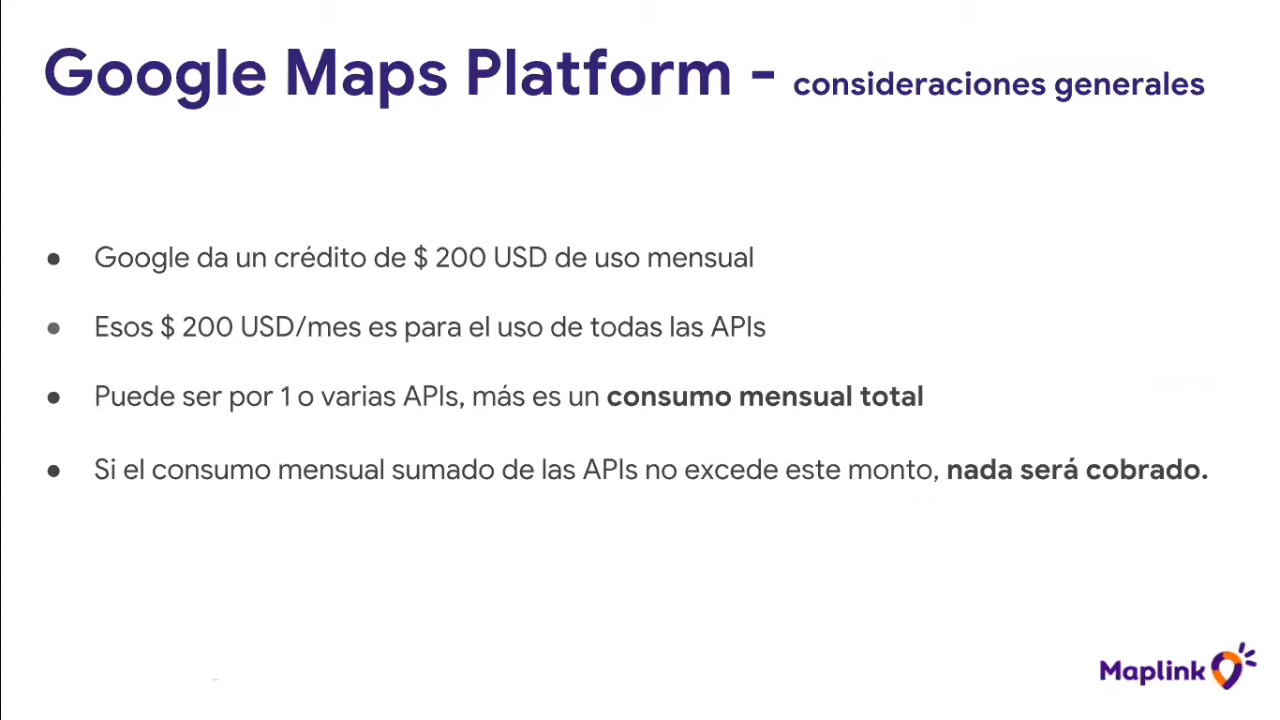 Google Maps Platform - consideraciones generales
● Google da un crédito de $ 200 USD de uso mensual
● Esos $ 200 USD/mes es para el uso de todas las APIs
● Puede ser por 1 o varias APIs, más es un consumo mensual total
● Si el consumo mensual sumado de las APIs no excede este monto, nada será cobrado.
Maplink